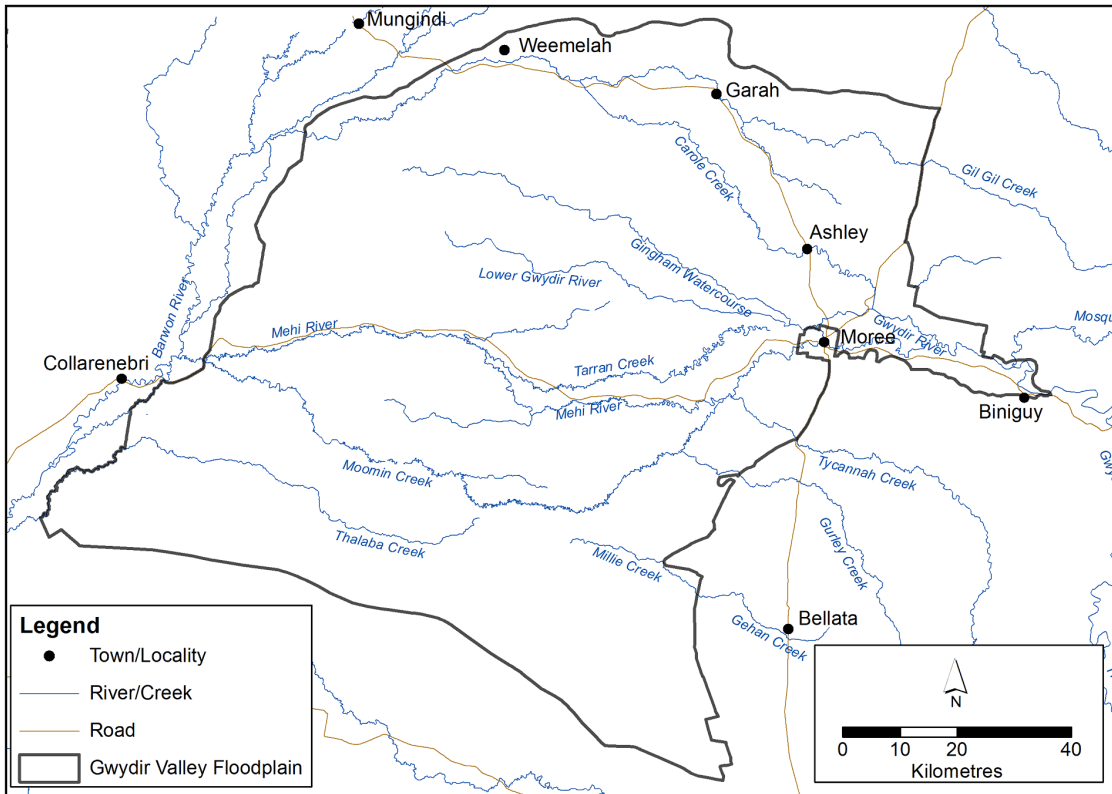 Mungindi
Weemelah
Garah
Carole Creek
Gil Gil Creek
Ashley
Gingham Watercourse
Lower Gwydir River
Barwon River
Mehi River
Moree
Gwydir River
Mosqu
Collarenebri
Tarran Creek
Mehi River
Biniguy
Moomin Creek
Tycannah Creek
Gwy
Thalaba Creek
Gurley Creek
Millie Creek
Gehan Creek
Bellata
Legend
Town/Locality
River/Creek
Road
Gwydir Valley Floodplain
N
0 10 20 40
Kilometres